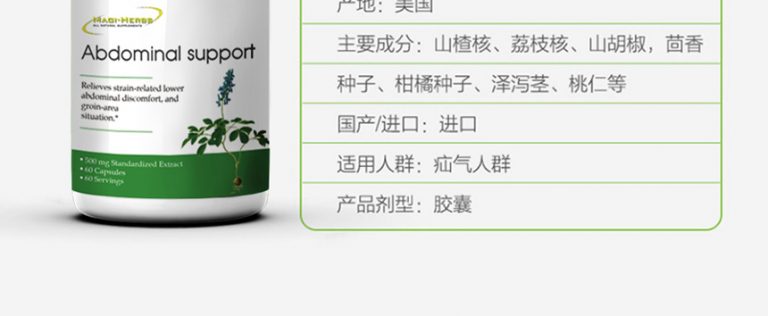 MAGI-HERBS
ALL NATURAL SUPPLEMENTS
Abdominal support
Relieves strain-related lower
abdominal discomfort, and
groin-area
situation.*
• 500 mg Standardized Extract
• 60 Capsules
• 60 Servings
产地：美国
主要成分：山楂核、荔枝核、山胡椒，茴香
种子、柑橘种子、泽泻茎、桃仁等
国产/进口：进口
适用人群：疝气人群
产品剂型：胶囊